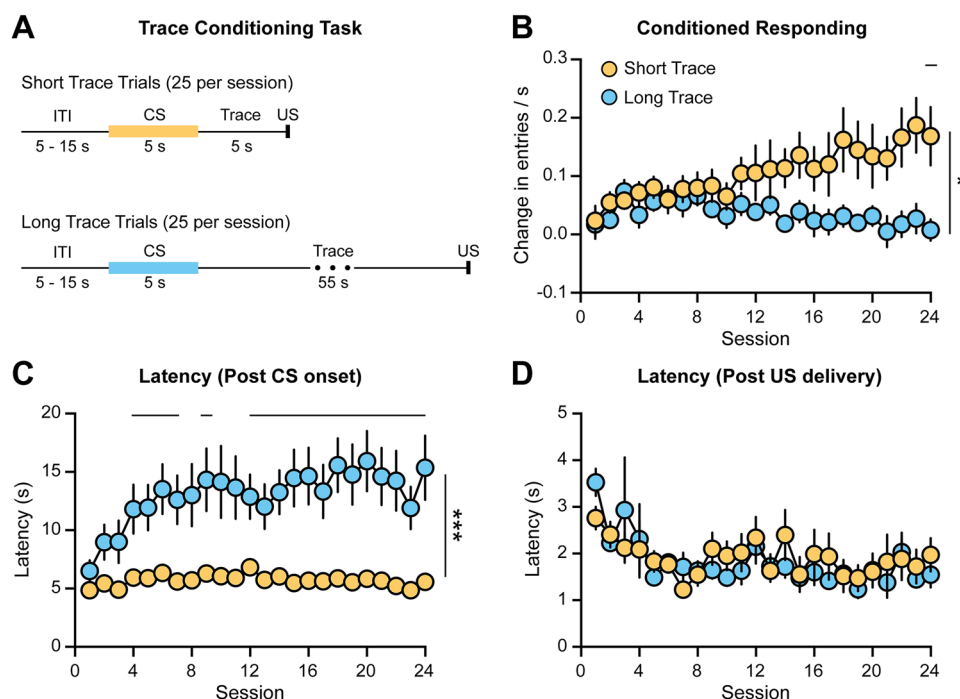 A
Trace Conditioning Task
Short Trace Trials (25 per session)
ITI CS Trace US
5 - 15 s 5 s 5 s
Long Trace Trials (25 per session)
ITI CS Trace US
5 - 15 s 5 s 55 s
B
Conditioned Responding
Short Trace
Long Trace
Change in entries / s
0.3
0.2
0.1
0.0
-0.1
0 4 8 12 16 20 24
Session
*
C
Latency (Post CS onset)
Latency (s)
20
15
10
5
0
0 4 8 12 16 20 24
Session
***
D
Latency (Post US delivery)
Latency (s)
5
4
3
2
1
0
0 4 8 12 16 20 24
Session